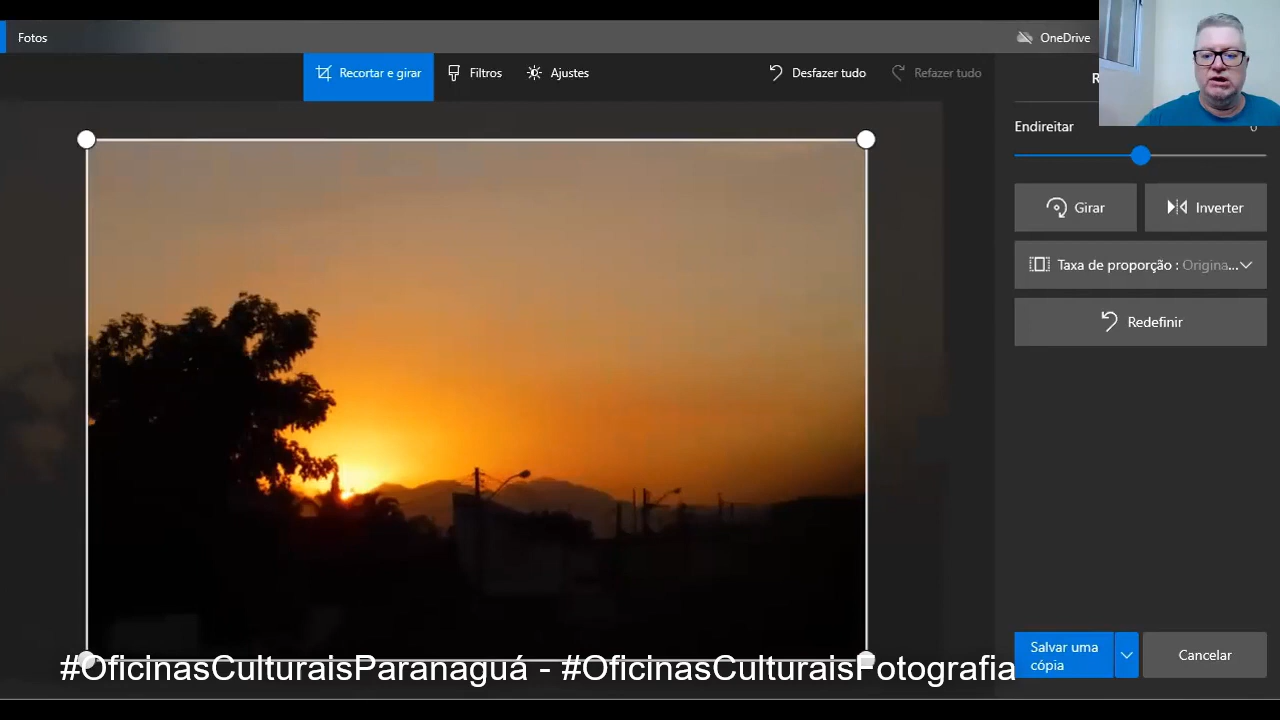 Fotos
OneDrive
Recortar e girar
Filtros
Ajustes
Desfazer tudo
Refazer tudo
R
Endireitar
0
Girar
Inverter
Taxa de proporção : Origina...
Redefinir
#OficinasCulturaisParanaguá - #OficinasCulturaisFotografia
Salvar uma
cópia
Cancelar